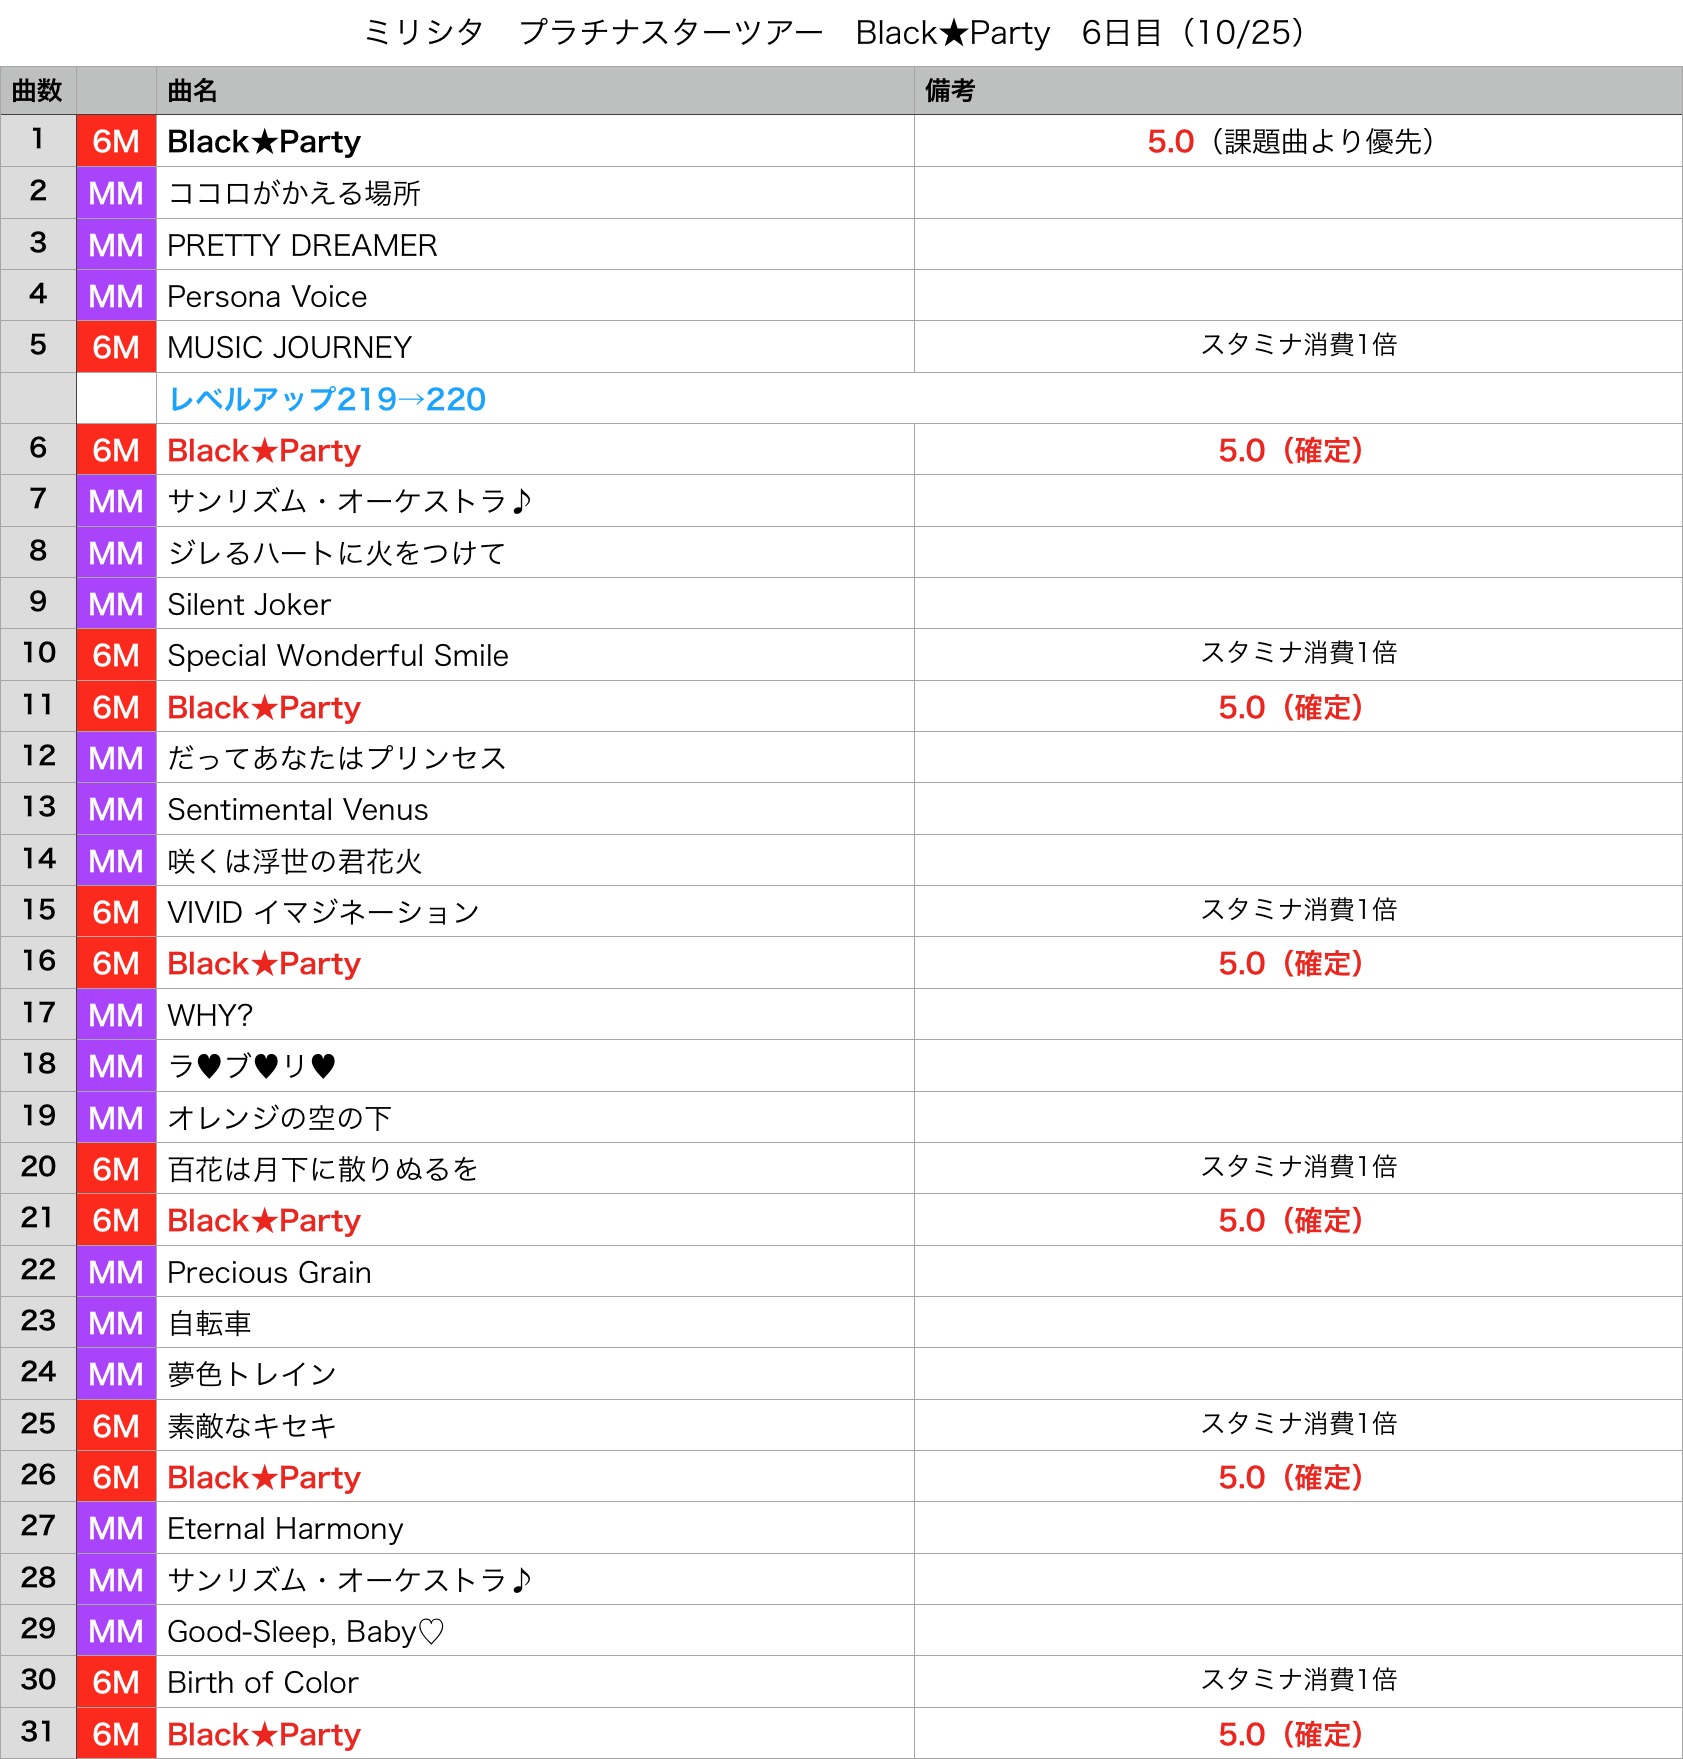 ミリシタ　プラチナスターツアー　Black★Party　6日目（10/25）
曲数 曲名 備考
1 6M Black★Party 5.0（課題曲より優先）
2 MM ココロがかえる場所
3 MM PRETTY DREAMER
4 MM Persona Voice
5 6M MUSIC JOURNEY スタミナ消費1倍
レベルアップ219→220
6 6M Black★Party 5.0（確定）
7 MM サンリズム・オーケストラ♪
8 MM ジレるハートに火をつけて
9 MM Silent Joker
10 6M Special Wonderful Smile スタミナ消費1倍
11 6M Black★Party 5.0（確定）
12 MM だってあなたはプリンセス
13 MM Sentimental Venus
14 MM 咲くは浮世の君花火
15 6M VIVID イマジネーション スタミナ消費1倍
16 6M Black★Party 5.0（確定）
17 MM WHY?
18 MM ラ♥ブ♥リ♥
19 MM オレンジの空の下
20 6M 百花は月下に散りぬるを スタミナ消費1倍
21 6M Black★Party 5.0（確定）
22 MM Precious Grain
23 MM 自転車
24 MM 夢色トレイン
25 6M 素敵なキセキ スタミナ消費1倍
26 6M Black★Party 5.0（確定）
27 MM Eternal Harmony
28 MM サンリズム・オーケストラ♪
29 MM Good-Sleep, Baby♡
30 6M Birth of Color スタミナ消費1倍
31 6M Black★Party 5.0（確定）